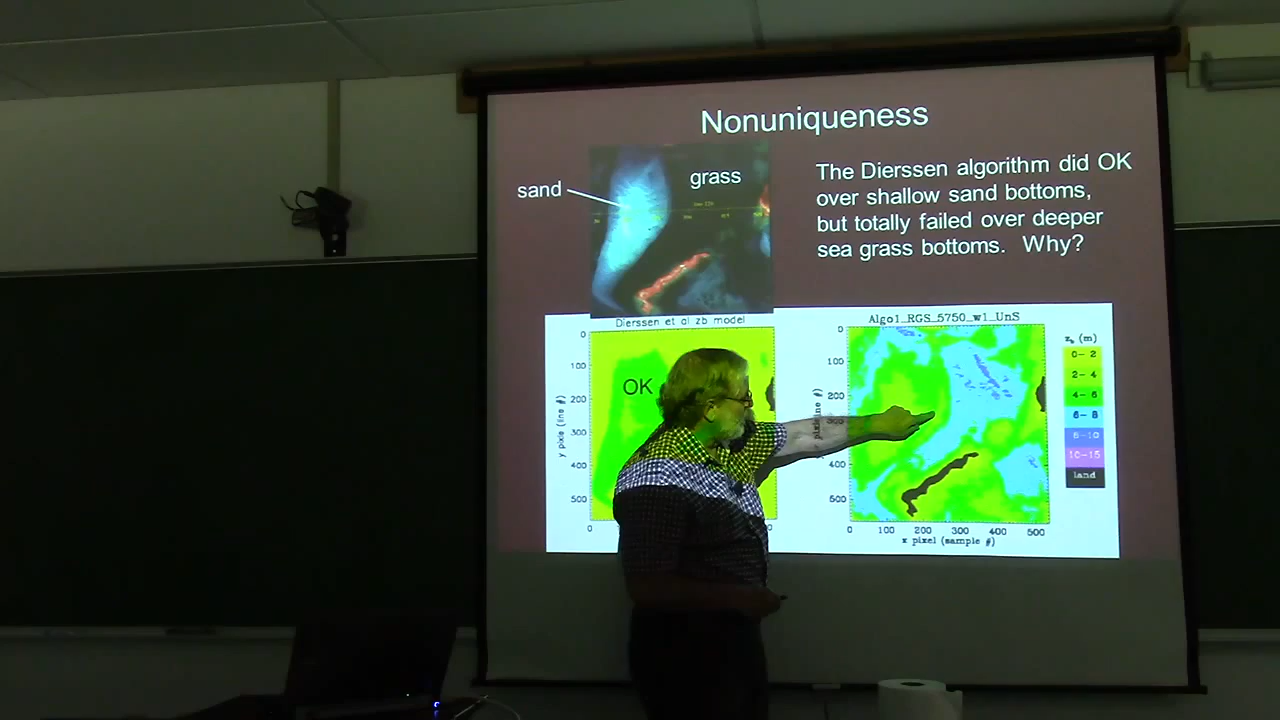 Nonuniqueness
sand
grass
The Dierssen algorithm did OK
over shallow sand bottoms,
but totally failed over deeper
sea grass bottoms. Why?
Dierssen et al zb model
0
100
200
300
400
500
y pixle (line #)
OK
0
Algo1_RGS_5750_w1_UnS
0
100
200
300
400
500
0
100
200
300
400
500
x pixel (sample #)
z_b (m)
0- 2
2- 4
4- 6
6- 8
8-10
10-15
land